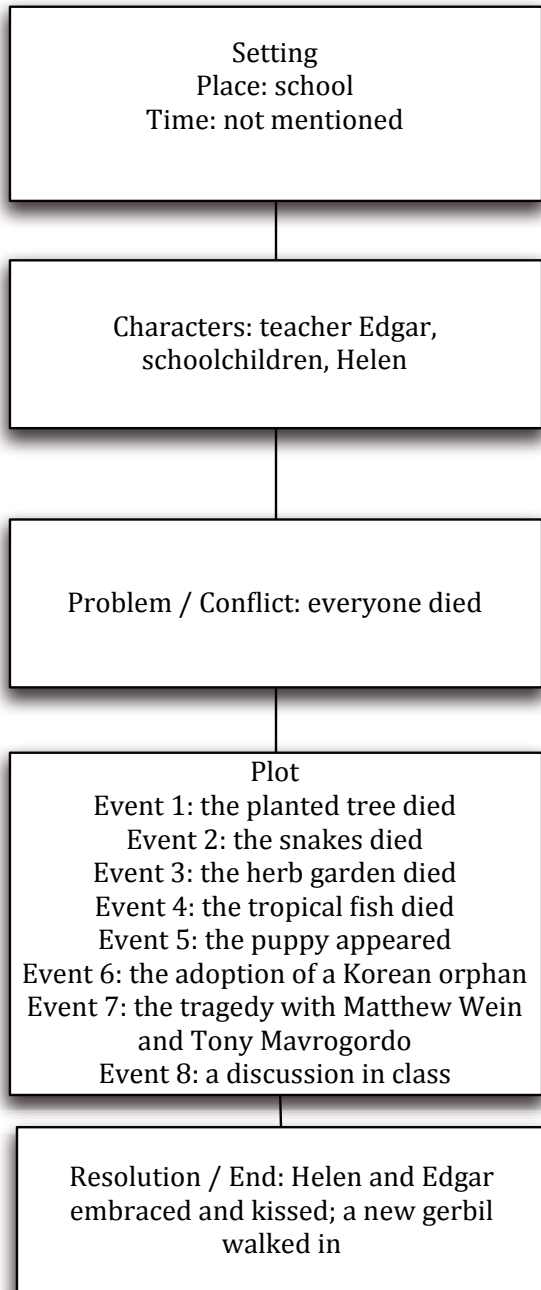 Setting
Place: school
Time: not mentioned
Characters: teacher Edgar,
schoolchildren, Helen
Problem / Conflict: everyone died
Plot
Event 1: the planted tree died
Event 2: the snakes died
Event 3: the herb garden died
Event 4: the tropical fish died
Event 5: the puppy appeared
Event 6: the adoption of a Korean orphan
Event 7: the tragedy with Matthew Wein
and Tony Mavrogordo
Event 8: a discussion in class
Resolution / End: Helen and Edgar
embraced and kissed; a new gerbil
walked in